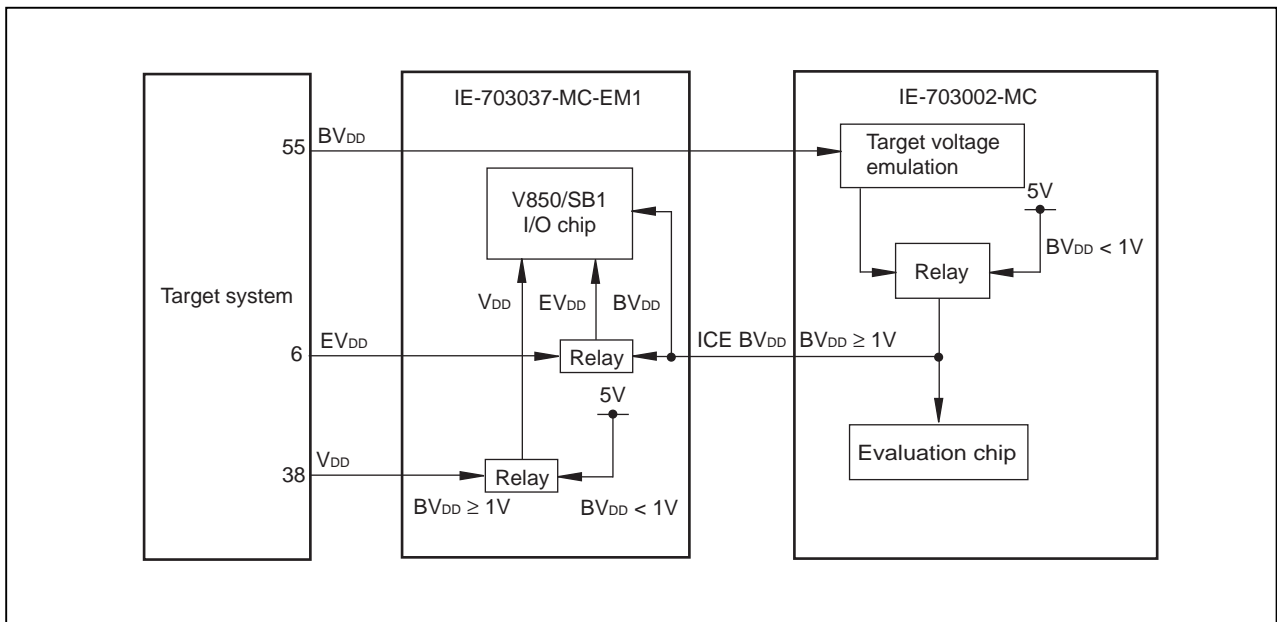 IE-703037-MC-EM1
IE-703002-MC
55
BVDD
Target voltage
emulation
V850/SB1
I/O chip
5V
BVDD < 1V
Relay
Target system
VDD
EVDD
BVDD
6
EVDD
Relay
ICE BVDD
BVDD ≥ 1V
5V
Evaluation chip
38
VDD
Relay
BVDD ≥ 1V
BVDD < 1V